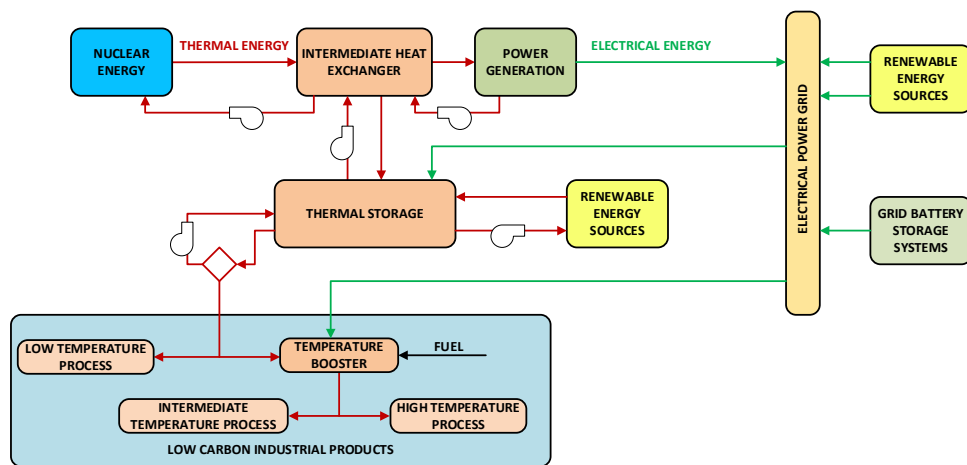 NUCLEAR
ENERGY
THERMAL ENERGY
INTERMEDIATE HEAT
EXCHANGER
POWER
GENERATION
ELECTRICAL ENERGY
ELECTRICAL POWER GRID
RENEWABLE
ENERGY
SOURCES
THERMAL STORAGE
RENEWABLE
ENERGY
SOURCES
GRID BATTERY
STORAGE
SYSTEMS
LOW TEMPERATURE
PROCESS
TEMPERATURE
BOOSTER
FUEL
INTERMEDIATE
TEMPERATURE PROCESS
HIGH TEMPERATURE
PROCESS
LOW CARBON INDUSTRIAL PRODUCTS